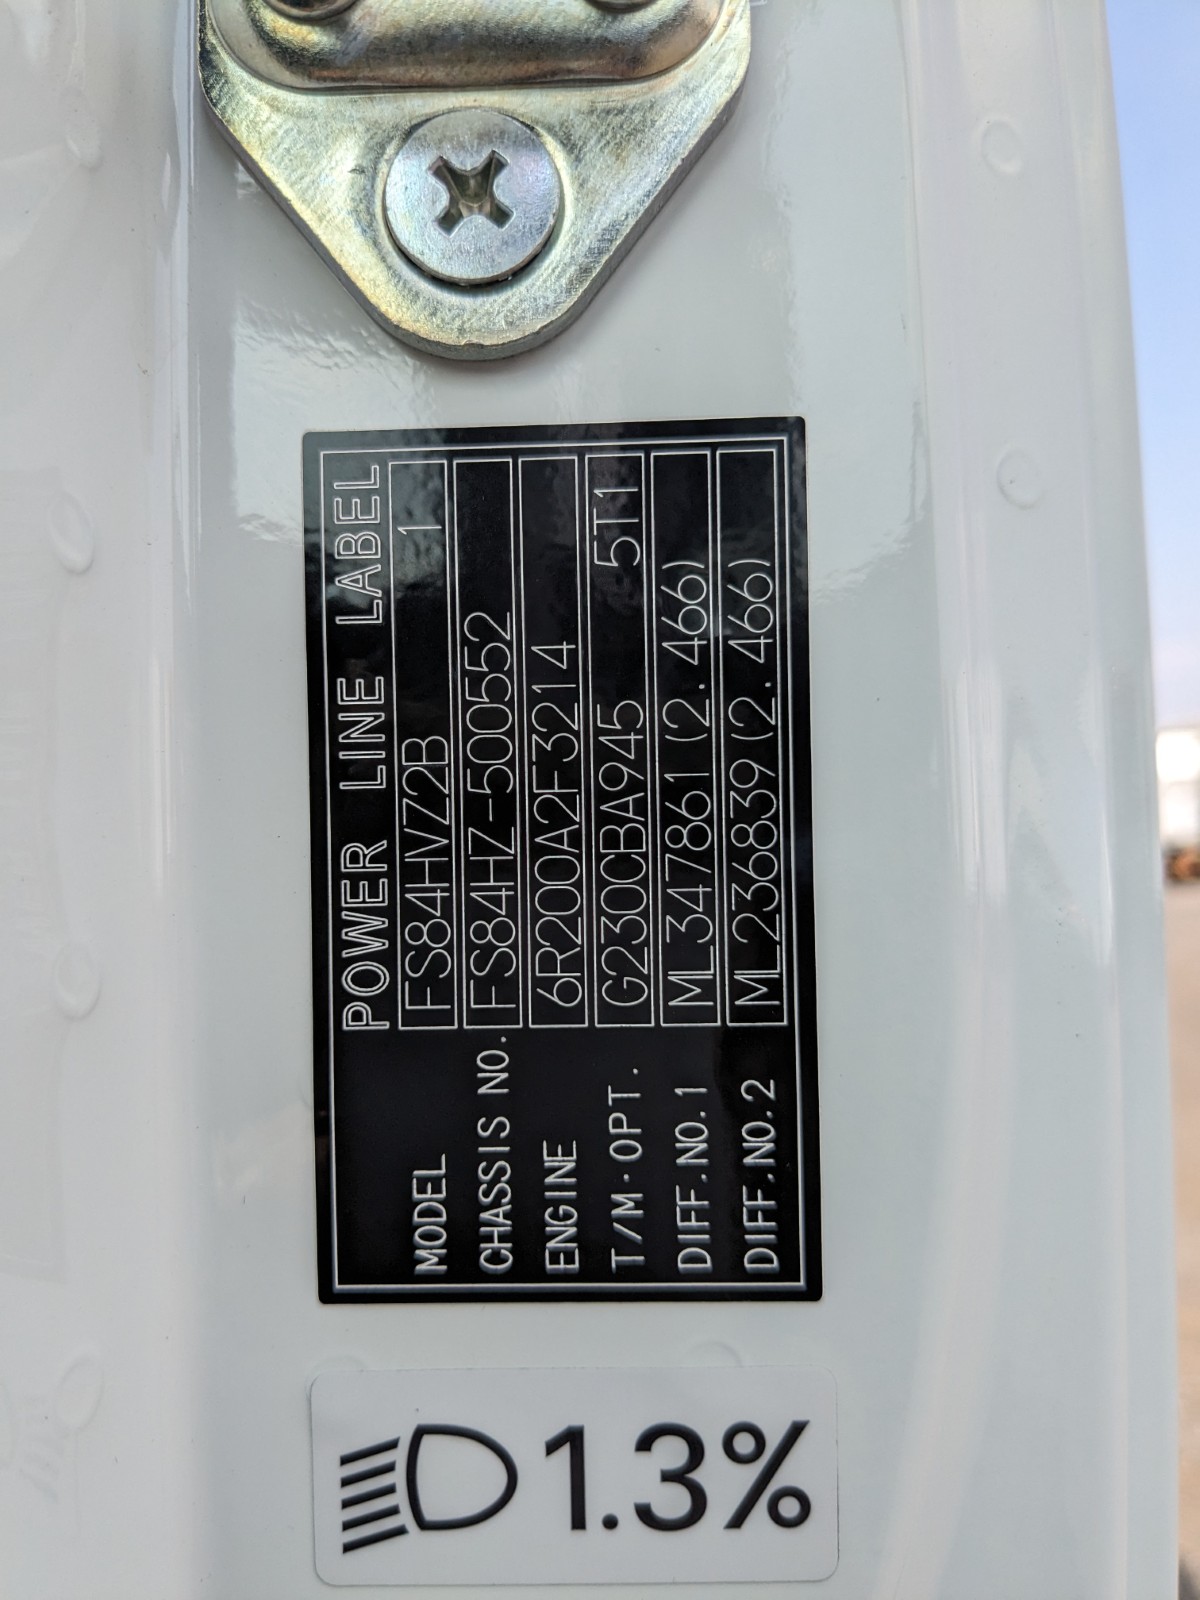 POWER LINE LABEL
MODEL FS84HVZ2B 1
CHASSIS NO. FS84HZ-500552
ENGINE 6R200A2F3214
T/M·OPT. G230CBA945 5T1
DIFF.NO.1 ML347861 (2.466)
DIFF.NO.2 ML236839 (2.466)
1.3%